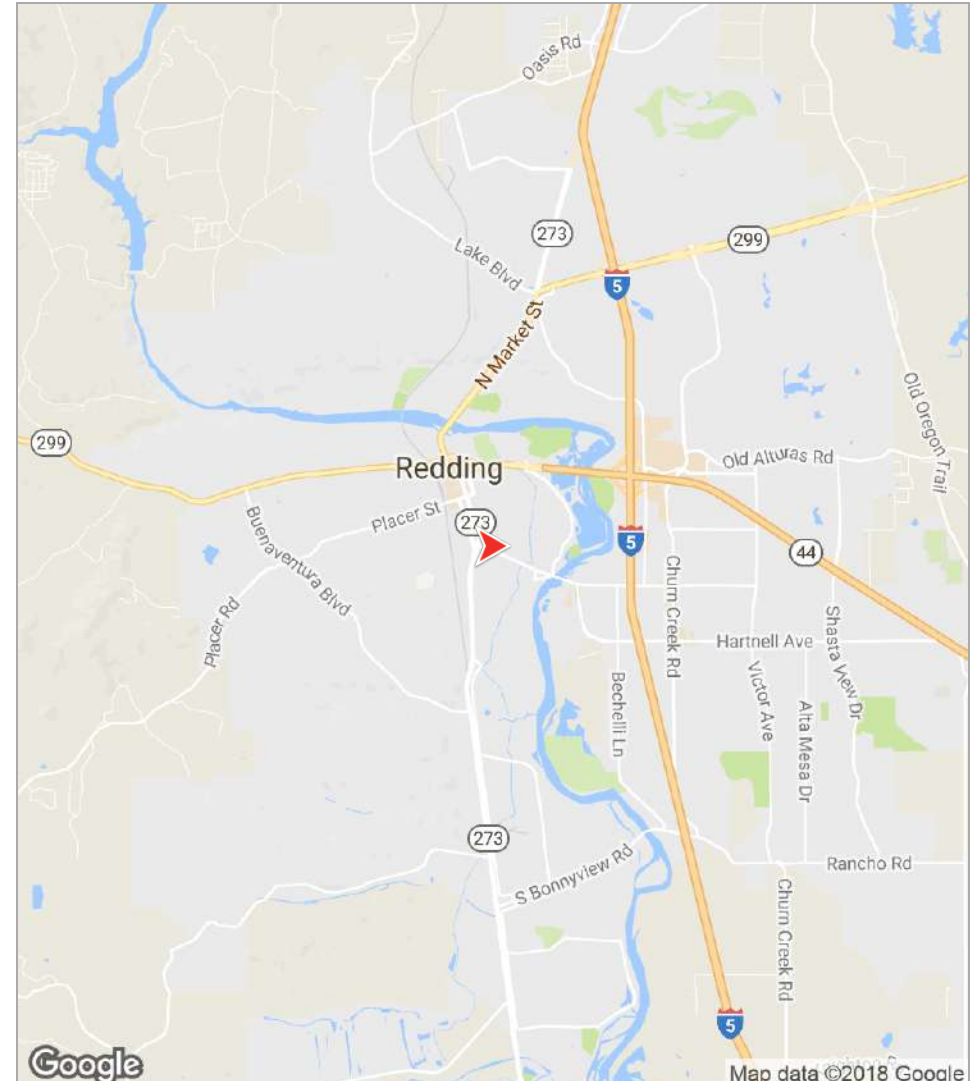 Oasis Rd
273
299
Lake Blvd
5
N Market St
Old Oregon Trail
299
Redding
Old Alturas Rd
Placer St
273
5
44
Buenaventura Blvd
Churn Creek Rd
Placer Rd
Shasta View Dr
Hartnell Ave
Bechelli Ln
Victor Ave
Alta Mesa Dr
273
S Bonnyview Rd
Rancho Rd
Churn Creek Rd
5
Google
Map data ©2018 Google